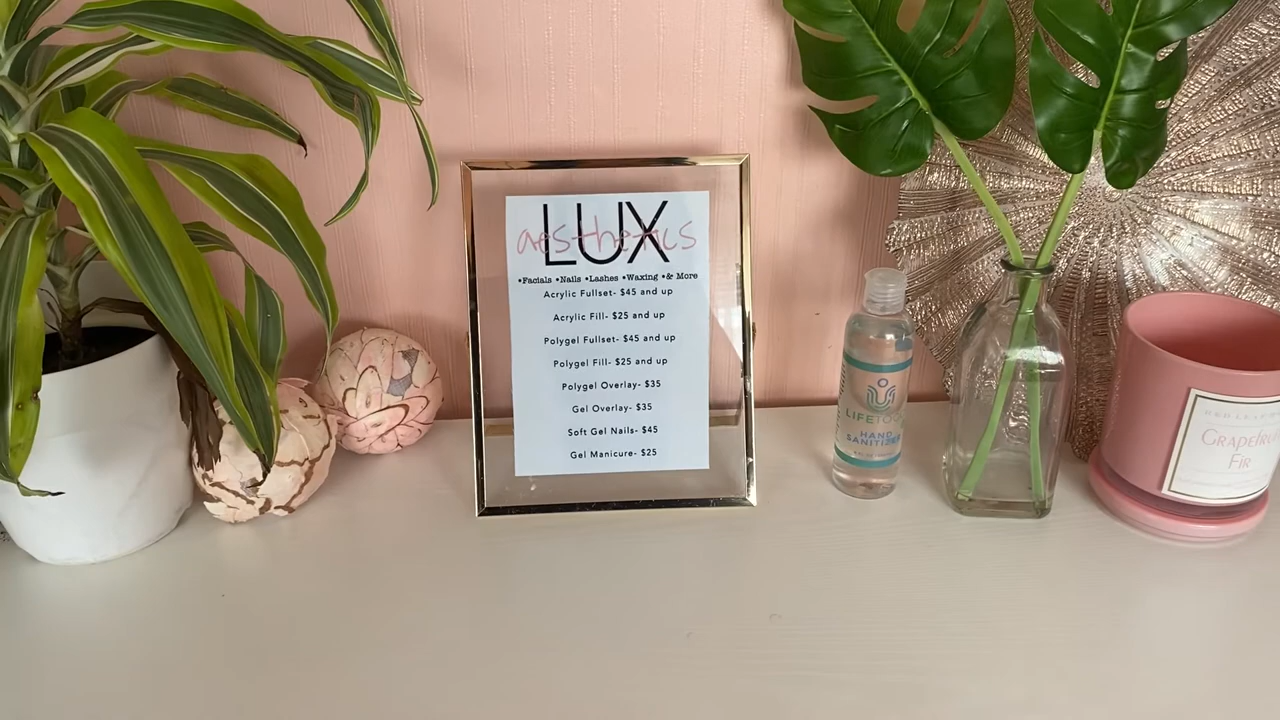 LUX
aesthetics
•Facials •Nails •Lashes •Waxing •& More
Acrylic Fullset- $45 and up
Acrylic Fill- $25 and up
Polygel Fullset- $45 and up
Polygel Fill- $25 and up
Polygel Overlay- $35
Gel Overlay- $35
Soft Gel Nails- $45
Gel Manicure- $25
HAND
SANITIZER
GRAPEFRUIT
FIR